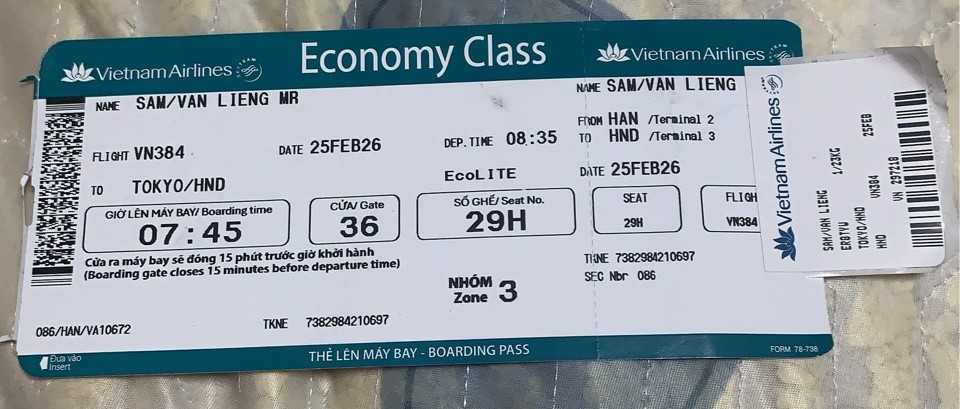 Economy Class
Vietnam Airlines
Vietnam Airlines
NAME SAM/VAN LIENG MR
FLIGHT VN384 DATE 25FEB26 DEP.TIME 08:35
TO TOKYO/HND
EcoLITE
GIỜ LÊN MÁY BAY/ Boarding time
07:45
CỬA/ Gate
36
SỐ GHẾ/ Seat No.
29H
Cửa ra máy bay sẽ đóng 15 phút trước giờ khởi hành
(Boarding gate closes 15 minutes before departure time)
NHÓM
Zone 3
086/HAN/VA10672
TKNE 7382984210697
Đưa vào
Insert
THẺ LÊN MÁY BAY - BOARDING PASS
NAME SAM/VAN LIENG
FROM HAN /Terminal 2
TO HND /Terminal 3
DATE 25FEB26
SEAT
29H
FLIGH
VN384
TKNE 7382984210697
SEG Nbr 086
FORM 78-738
Vietnam Airlines
SAM/VAN LIENG 1/23KG
TOKYO/HND VN384 25FEB
HND VN 297218